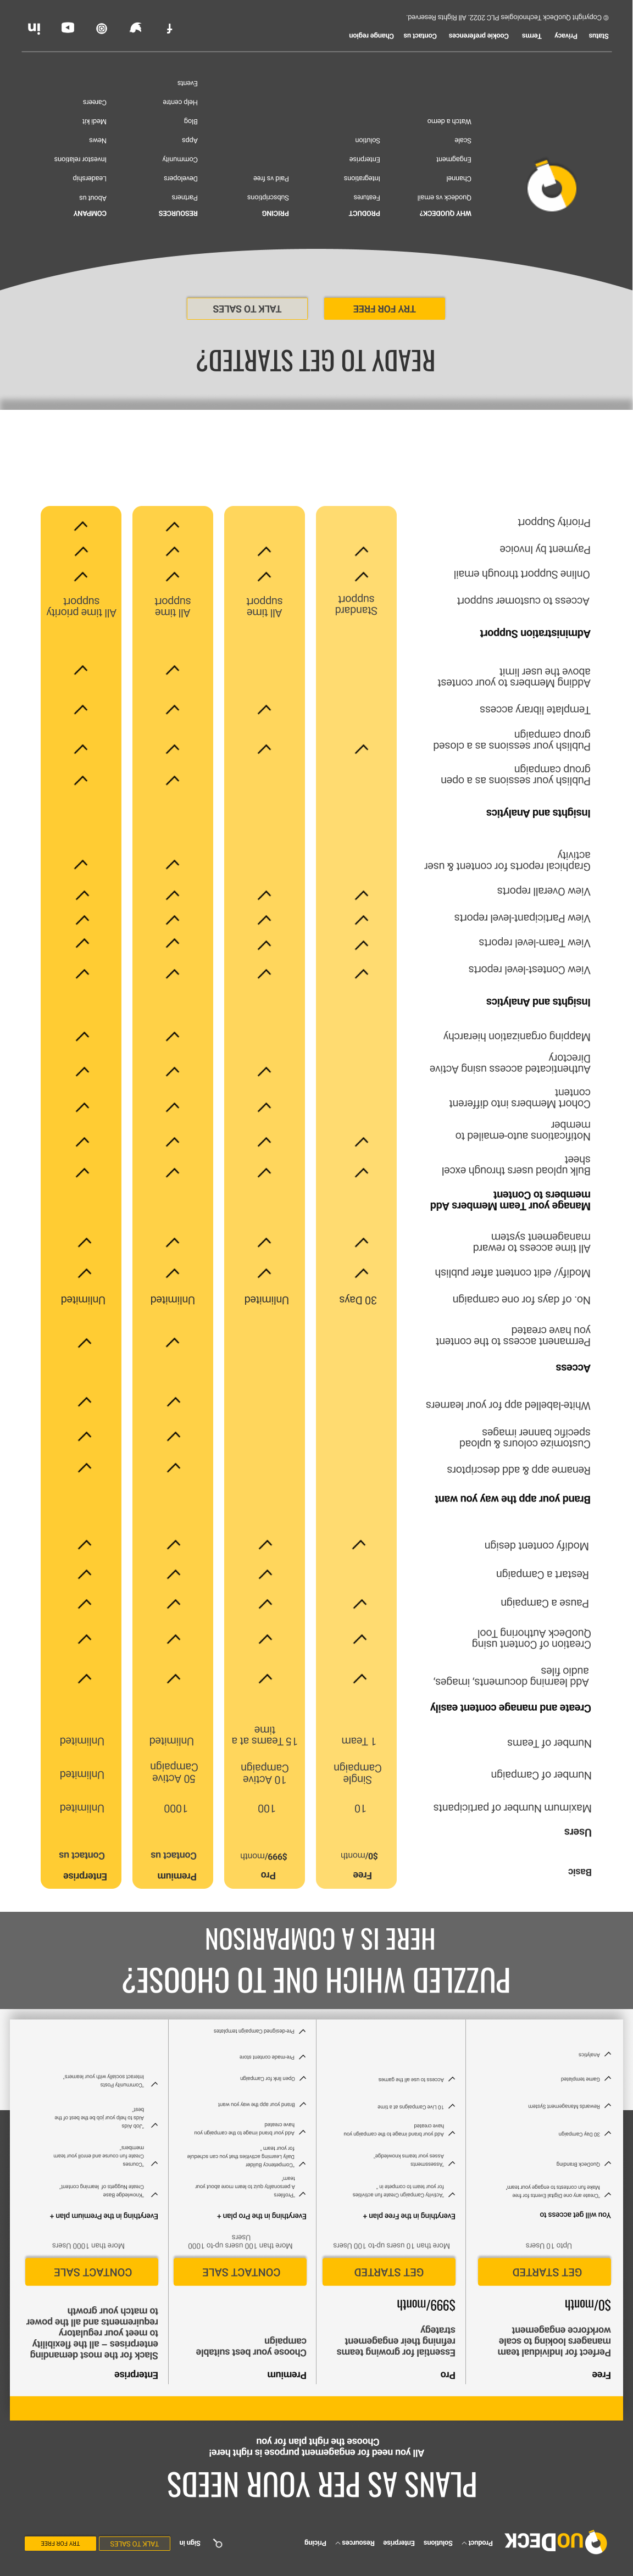 QUODECK
Product
Solutions
Enterprise
Resources
Pricing
Sign in
TALK TO SALES
TRY FOR FREE
PLANS AS PER YOUR NEEDS
All you need for engagement purpose is right here!
Choose the right plan for you
Free
Perfect for Individual team
managers looking to scale
workforce engagement
$0/month
GET STARTED
Upto 10 Users
You will get access to
"Create any one Digital Events for free
Make fun contests to engage your team"
QuoDeck Branding
30 Day Campaign
Rewards Management System
Game templated
Analytics
Pro
Essential for growing teams
refining their engagement
strategy
$999/month
GET STARTED
More than 10 users up-to 100 Users
Everything in the Free plan +
"Activity Campaign Create fun activities
for your team to compete in "
"Assessments
Asses your teams knowledge"
Add your brand image to the campaign you
have created
10 Live Campaigns at a time
Access to use all the games
Premium
Choose your best suitable
campaign
CONTACT SALE
More than 100 users up-to 1000
Users
Everything in the Pro plan +
"Profilers
A personality quiz to learn more about your
team"
"Competency Builder
Daily Learning activities that you can schedule
for your team "
Add your brand image to the campaign you
have created
Brand your app the way you want
Open link for Campaign
Pre-made content store
Pre-designed Campaign templates
Enterprise
Slack for the most demanding
enterprises – all the flexibility
to meet your regulatory
requirements and all the power
to match your growth
CONTACT SALE
More than 1000 Users
Everything in the Premium plan +
"Knowledge Base
Create Nuggets of learning content"
"Courses
Create fun course and enroll your team
members"
"Job Aids
Aids to help your job be the best of the
best"
"Community Posts
Interact socially with your learners"
PUZZLED WHICH ONE TO CHOOSE?
HERE IS A COMPARISON
Basic
Free
Pro
Premium
Enterprise
$0/month
$999/month
Contact us
Contact us
Users
Maximum Number of participants
10
100
1000
Unlimited
Number of Campaign
Single
Campaign
10 Active
Campaign
50 Active
Campaign
Unlimited
Number of Teams
1 Team
15 Teams at a
time
Unlimited
Unlimited
Create and manage content easily
Add learning documents, images,
audio files
Creation of Content using
QuoDeck Authoring Tool
Pause a Campaign
Restart a Campaign
Modify content design
Brand your app the way you want
Rename app & add descriptors
Customize colours & upload
specific banner images
White-labelled app for your learners
Access
Permanent access to the content
you have created
No. of days for one campaign
30 Days
Unlimited
Unlimited
Unlimited
Modify/ edit content after publish
All time access to reward
management system
Manage your Team Members Add
members to Content
Bulk upload users through excel
sheet
Notifications auto-emailed to
member
Cohort Members into different
content
Authenticated access using Active
Directory
Mapping organization hierarchy
Insights and Analytics
View Contest-level reports
View Team-level reports
View Participant-level reports
View Overall reports
Graphical reports for content & user
activity
Insights and Analytics
Publish your sessions as a open
group campaign
Publish your sessions as a closed
group campaign
Template library access
Adding Members to your contest
above the user limit
Administration Support
Access to customer support
Standard
support
All time
support
All time
support
All time priority
support
Online Support through email
Payment by Invoice
Priority Support
READY TO GET STARTED?
TRY FOR FREE
TALK TO SALES
WHY QUODECK?
Quodeck vs email
Channel
Engagment
Scale
Watch a demo
PRODUCT
Features
Integrations
Enterprise
Solution
PRICING
Subscriptions
Paid vs free
RESOURCES
Partners
Developers
Community
Apps
Blog
Help centre
Events
COMPANY
About us
Leadership
Investor relations
News
Medi kit
Careers
Status
Privacy
Terms
Cookie preferences
Contact us
Change region
© Copyright QuoDeck Technologies PLC 2022. All Rights Reserved.